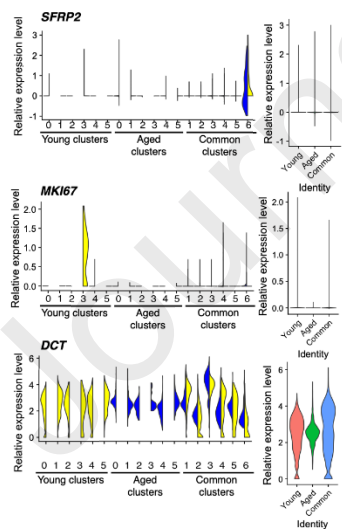 SFRP2
Relative expression level
3
2
1
0
-1
0 1 2 3 4 5 0 1 2 3 4 5 1 2 3 4 5 6
Young clusters Aged clusters Common clusters
Relative expression level
3
2
1
0
-1
Young Aged Common
Identity
MKI67
Relative expression level
2.0
1.5
1.0
0.5
0.0
0 1 2 3 4 5 0 1 2 3 4 5 1 2 3 4 5 6
Young clusters Aged clusters Common clusters
Relative expression level
2.0
1.5
1.0
0.5
0.0
Young Aged Common
Identity
DCT
Relative expression level
6
4
2
0
0 1 2 3 4 5 0 1 2 3 4 5 1 2 3 4 5 6
Young clusters Aged clusters Common clusters
Relative expression level
6
4
2
0
Young Aged Common
Identity
Journ